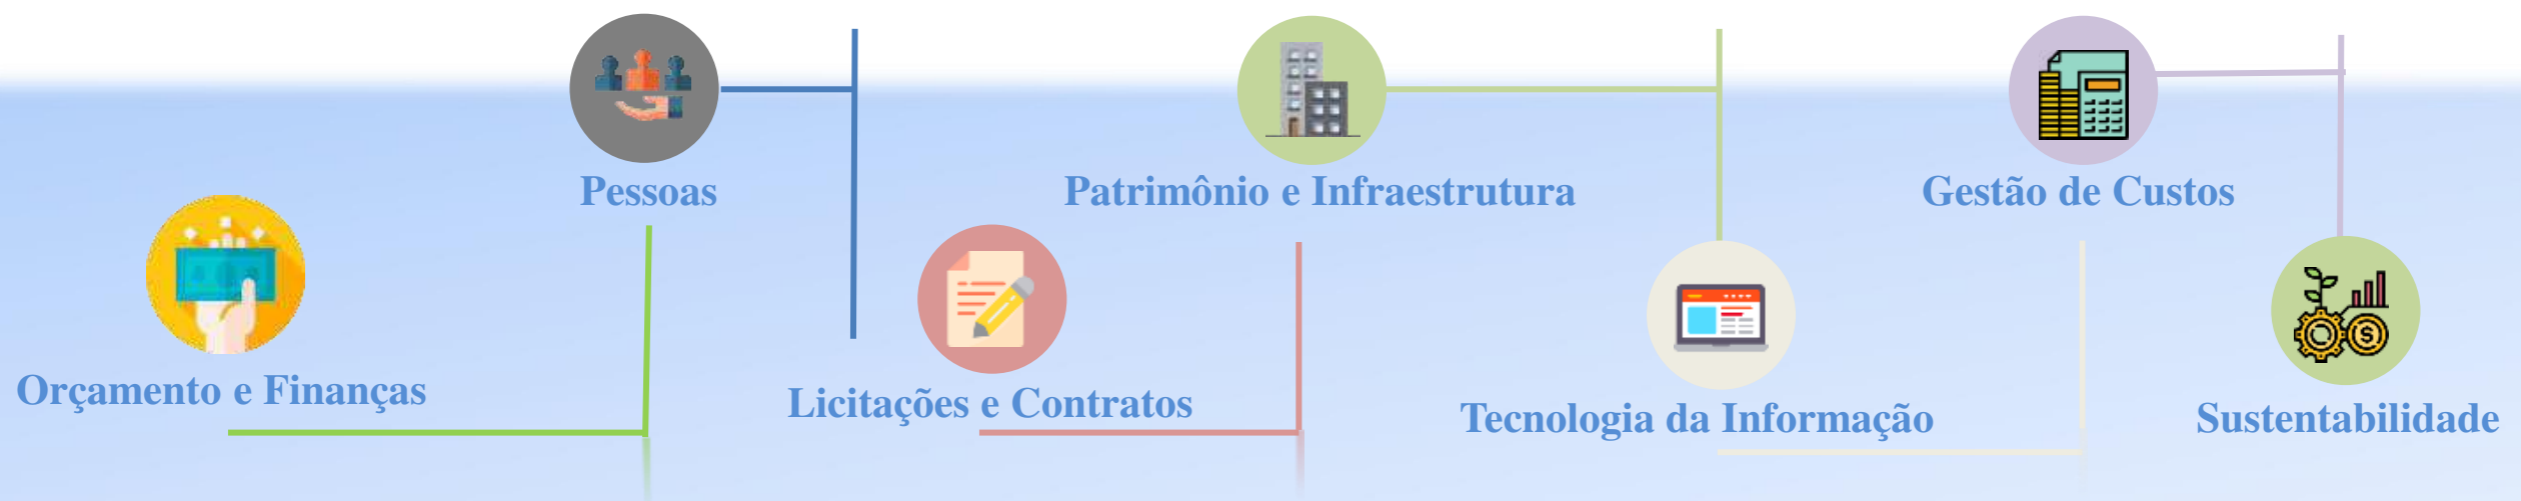 Orçamento e Finanças
Pessoas
Licitações e Contratos
Patrimônio e Infraestrutura
Tecnologia da Informação
Gestão de Custos
Sustentabilidade